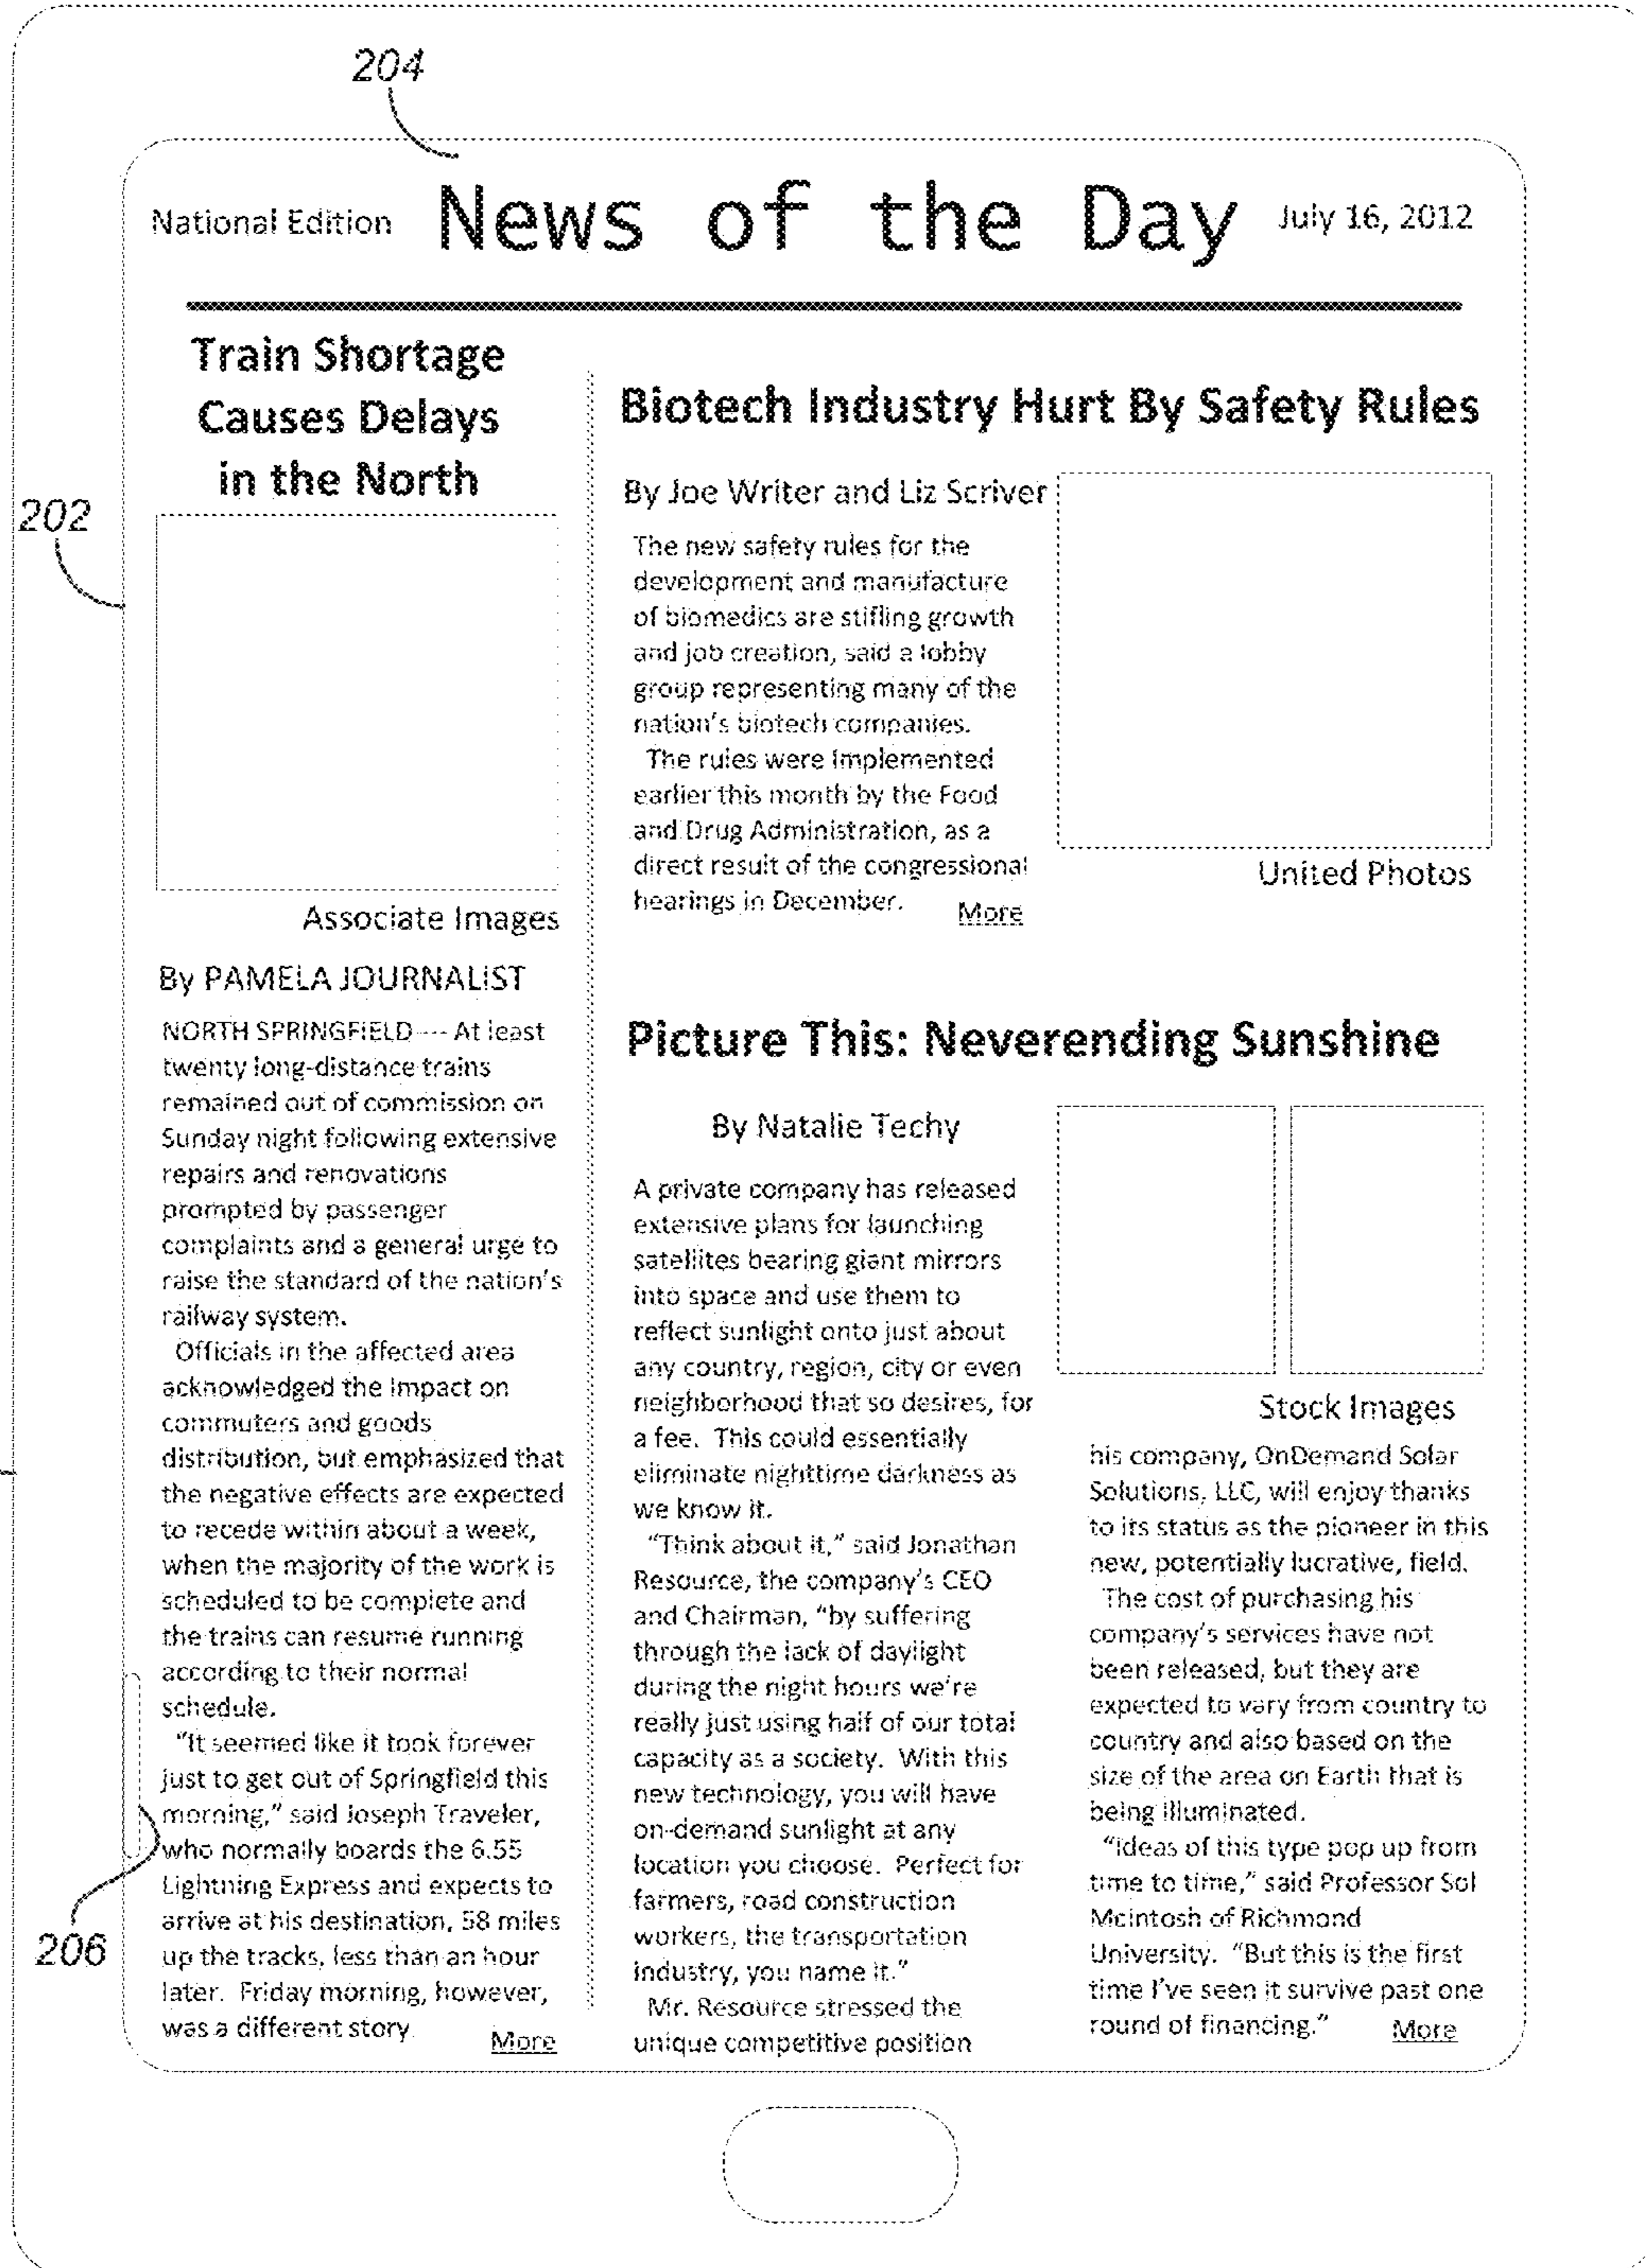 204
National Edition
News of the Day
July 16, 2012
Train Shortage
Causes Delays
in the North
202
Associate Images
By PAMELA JOURNALIST
NORTH SPRINGFIELD --- At least
twenty long-distance trains
remained out of commission on
Sunday night following extensive
repairs and renovations
prompted by passenger
complaints and a general urge to
raise the standard of the nation's
railway system.
Officials in the affected area
acknowledged the impact on
commuters and goods
distribution, but emphasized that
the negative effects are expected
to recede within about a week,
when the majority of the work is
scheduled to be complete and
the trains can resume running
according to their normal
schedule.
"It seemed like it took forever
just to get out of Springfield this
morning," said Joseph Traveler,
who normally boards the 6.55
Lightning Express and expects to
arrive at his destination, 58 miles
up the tracks, less than an hour
later. Friday morning, however,
was a different story.
More
206
Biotech Industry Hurt By Safety Rules
By Joe Writer and Liz Scriver
The new safety rules for the
development and manufacture
of biomedics are stifling growth
and job creation, said a lobby
group representing many of the
nation's biotech companies.
The rules were implemented
earlier this month by the Food
and Drug Administration, as a
direct result of the congressional
hearings in December.
More
United Photos
Picture This: Neverending Sunshine
By Natalie Techy
A private company has released
extensive plans for launching
satellites bearing giant mirrors
into space and use them to
reflect sunlight onto just about
any country, region, city or even
neighborhood that so desires, for
a fee. This could essentially
eliminate nighttime darkness as
we know it.
"Think about it," said Jonathan
Resource, the company's CEO
and Chairman, "by suffering
through the lack of daylight
during the night hours we're
really just using half of our total
capacity as a society. With this
new technology, you will have
on-demand sunlight at any
location you choose. Perfect for
farmers, road construction
workers, the transportation
industry, you name it."
Mr. Resource stressed the
unique competitive position
Stock Images
his company, OnDemand Solar
Solutions, LLC, will enjoy thanks
to its status as the pioneer in this
new, potentially lucrative, field.
The cost of purchasing his
company's services have not
been released, but they are
expected to vary from country to
country and also based on the
size of the area on Earth that is
being illuminated.
"Ideas of this type pop up from
time to time," said Professor Sol
McIntosh of Richmond
University. "But this is the first
time I've seen it survive past one
round of financing."
More